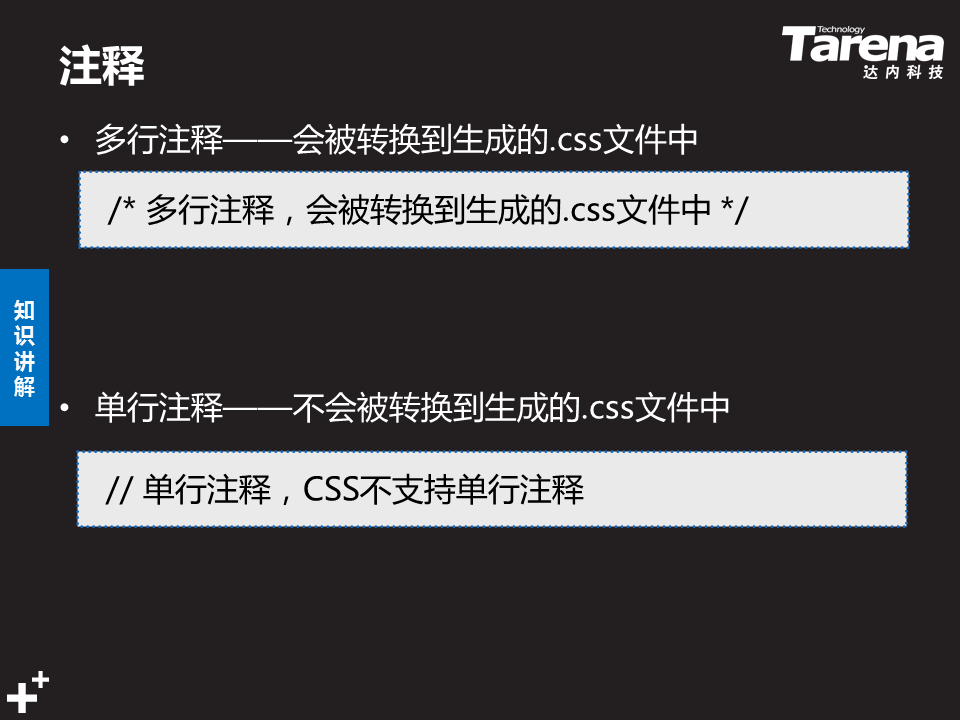 注释
Technology
Tarena
达内科技
• 多行注释——会被转换到生成的.css文件中
/* 多行注释，会被转换到生成的.css文件中 */
知识讲解
• 单行注释——不会被转换到生成的.css文件中
// 单行注释，CSS不支持单行注释